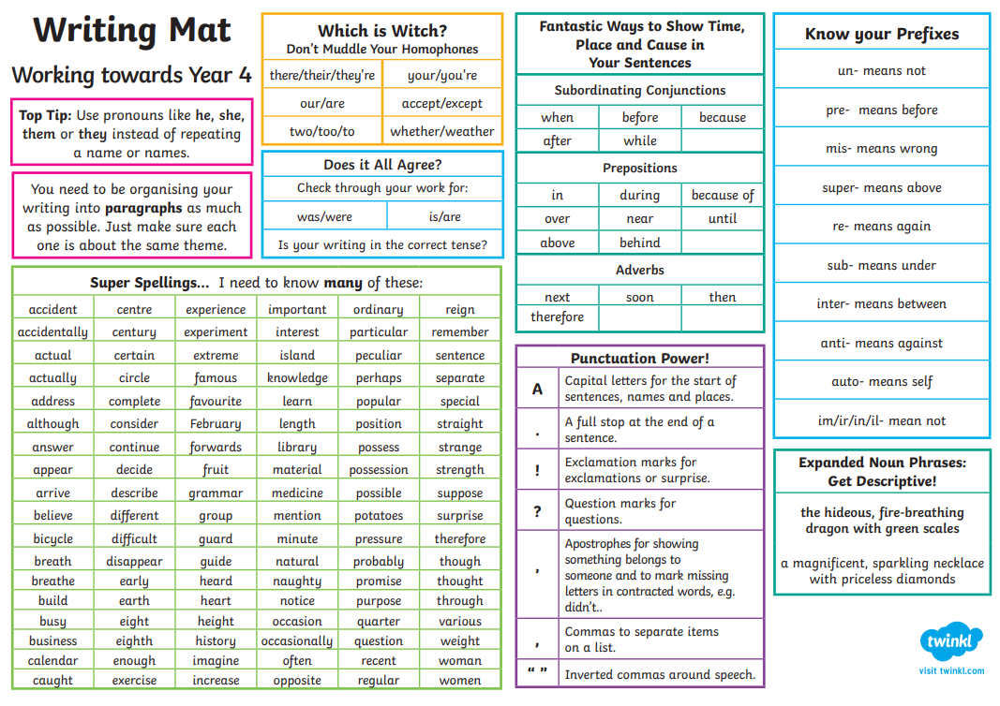 Writing Mat
Working towards Year 4
Top Tip: Use pronouns like he, she,
them or they instead of repeating
a name or names.
You need to be organising your
writing into paragraphs as much
as possible. Just make sure each
one is about the same theme.
Which is Witch?
Don't Muddle Your Homophones
there/their/they're your/you're
our/are accept/except
two/too/to whether/weather
Does it All Agree?
Check through your work for:
was/were is/are
Is your writing in the correct tense?
Super Spellings... I need to know many of these:
accident centre experience important ordinary reign
accidentally century experiment interest particular remember
actual certain extreme island peculiar sentence
actually circle famous knowledge perhaps separate
address complete favourite learn popular special
although consider February length position straight
answer continue forwards library possess strange
appear decide fruit material possession strength
arrive describe grammar medicine possible suppose
believe different group mention potatoes surprise
bicycle difficult guard minute pressure therefore
breath disappear guide natural probably though
breathe early heard naughty promise thought
build earth heart notice purpose through
busy eight height occasion quarter various
business eighth history occasionally question weight
calendar enough imagine often recent woman
caught exercise increase opposite regular women
Fantastic Ways to Show Time,
Place and Cause in
Your Sentences
Subordinating Conjunctions
when before because
after while
Prepositions
in during because of
over near until
above behind
Adverbs
next soon then
therefore
Punctuation Power!
A Capital letters for the start of
sentences, names and places.
. A full stop at the end of a
sentence.
! Exclamation marks for
exclamations or surprise.
? Question marks for
questions.
' Apostrophes for showing
something belongs to
someone and to mark missing
letters in contracted words, e.g.
didn't..
, Commas to separate items
on a list.
“ ” Inverted commas around speech.
Know your Prefixes
un- means not
pre- means before
mis- means wrong
super- means above
re- means again
sub- means under
inter- means between
anti- means against
auto- means self
im/ir/in/il- mean not
Expanded Noun Phrases:
Get Descriptive!
the hideous, fire-breathing
dragon with green scales
a magnificent, sparkling necklace
with priceless diamonds
twinkl
visit twinkl.com